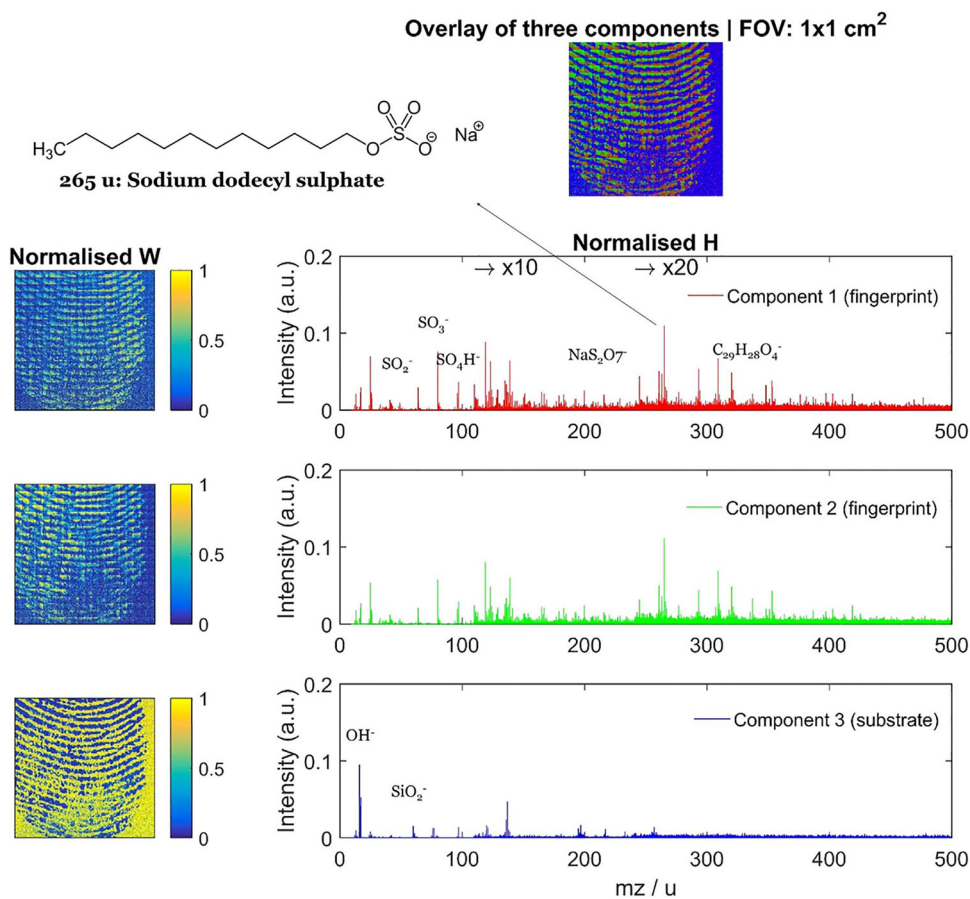 Overlay of three components | FOV: 1x1 cm²
H₃C
O
O
S
O
O⊖
Na⊕
265 u: Sodium dodecyl sulphate
Normalised W
Normalised H
1
0.5
0
0.2
→ x10
→ x20
Component 1 (fingerprint)
SO₃⁻
SO₂⁻
SO₄H⁻
NaS₂O7⁻
C₂₉H₂₈O₄⁻
0.1
0
Intensity (a.u.)
0 100 200 300 400 500
1
0.5
0
0.2
Component 2 (fingerprint)
0.1
0
Intensity (a.u.)
0 100 200 300 400 500
1
0.5
0
0.2
Component 3 (substrate)
OH⁻
SiO₂⁻
0.1
0
Intensity (a.u.)
0 100 200 300 400 500
mz / u